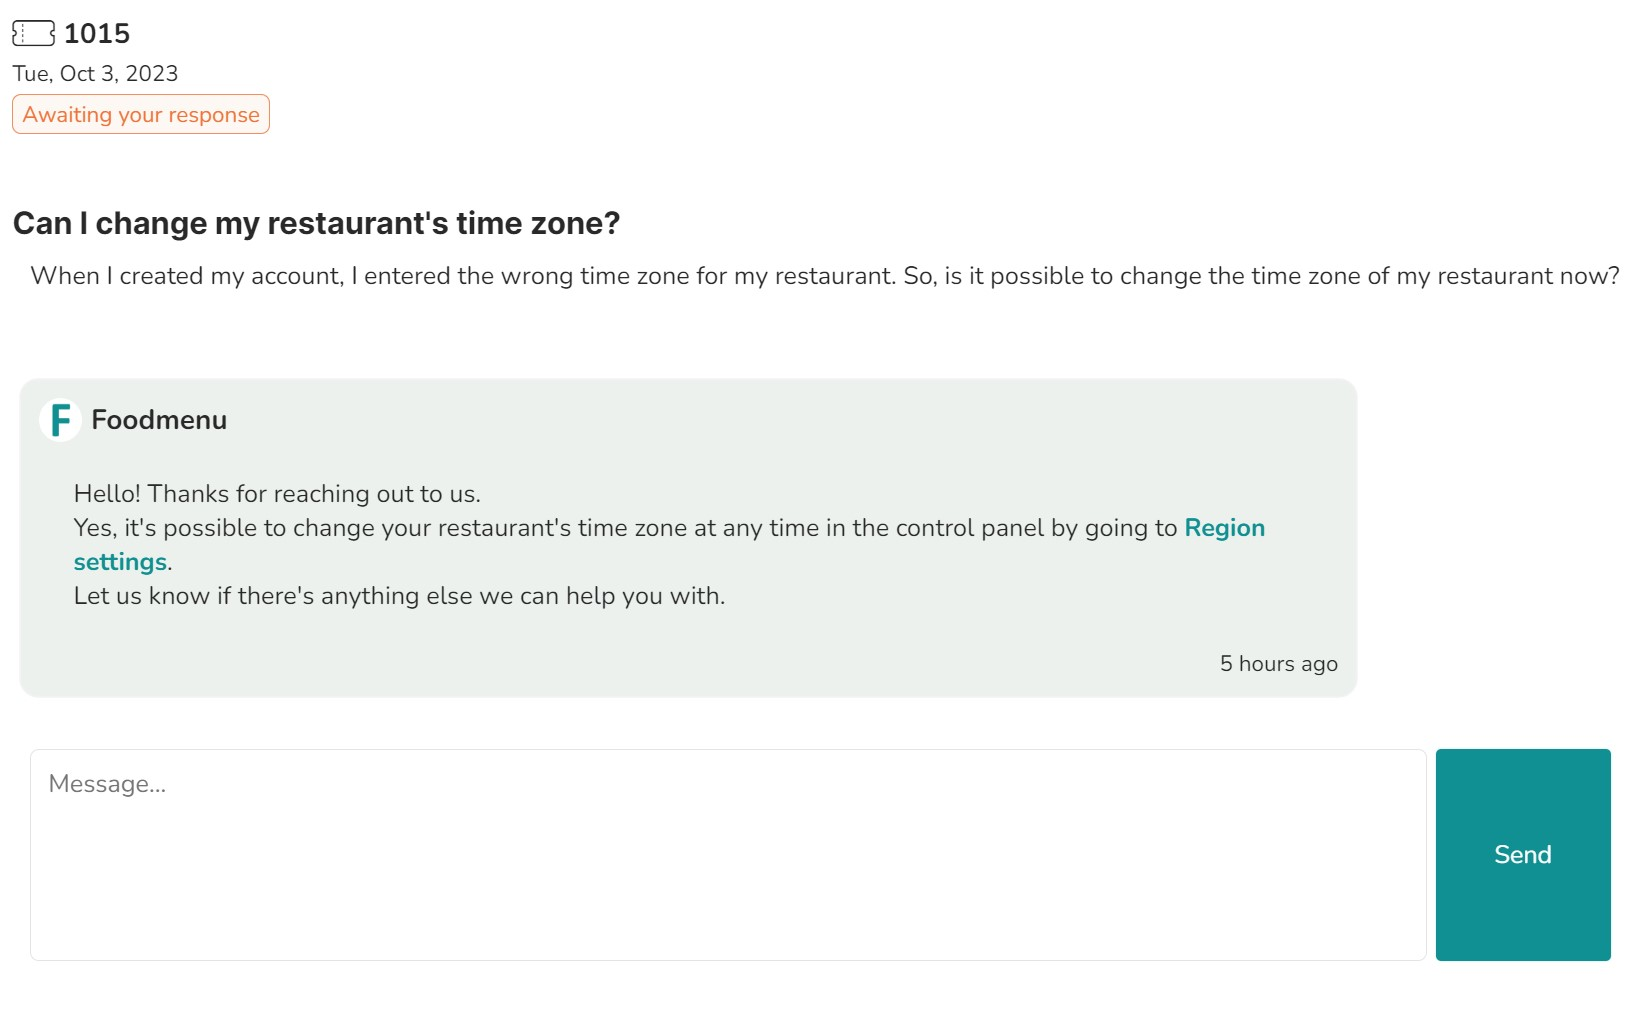 1015
Tue, Oct 3, 2023
Awaiting your response
Can I change my restaurant's time zone?
When I created my account, I entered the wrong time zone for my restaurant. So, is it possible to change the time zone of my restaurant now?
F Foodmenu
Hello! Thanks for reaching out to us.
Yes, it's possible to change your restaurant's time zone at any time in the control panel by going to Region
settings.
Let us know if there's anything else we can help you with.
5 hours ago
Message...
Send